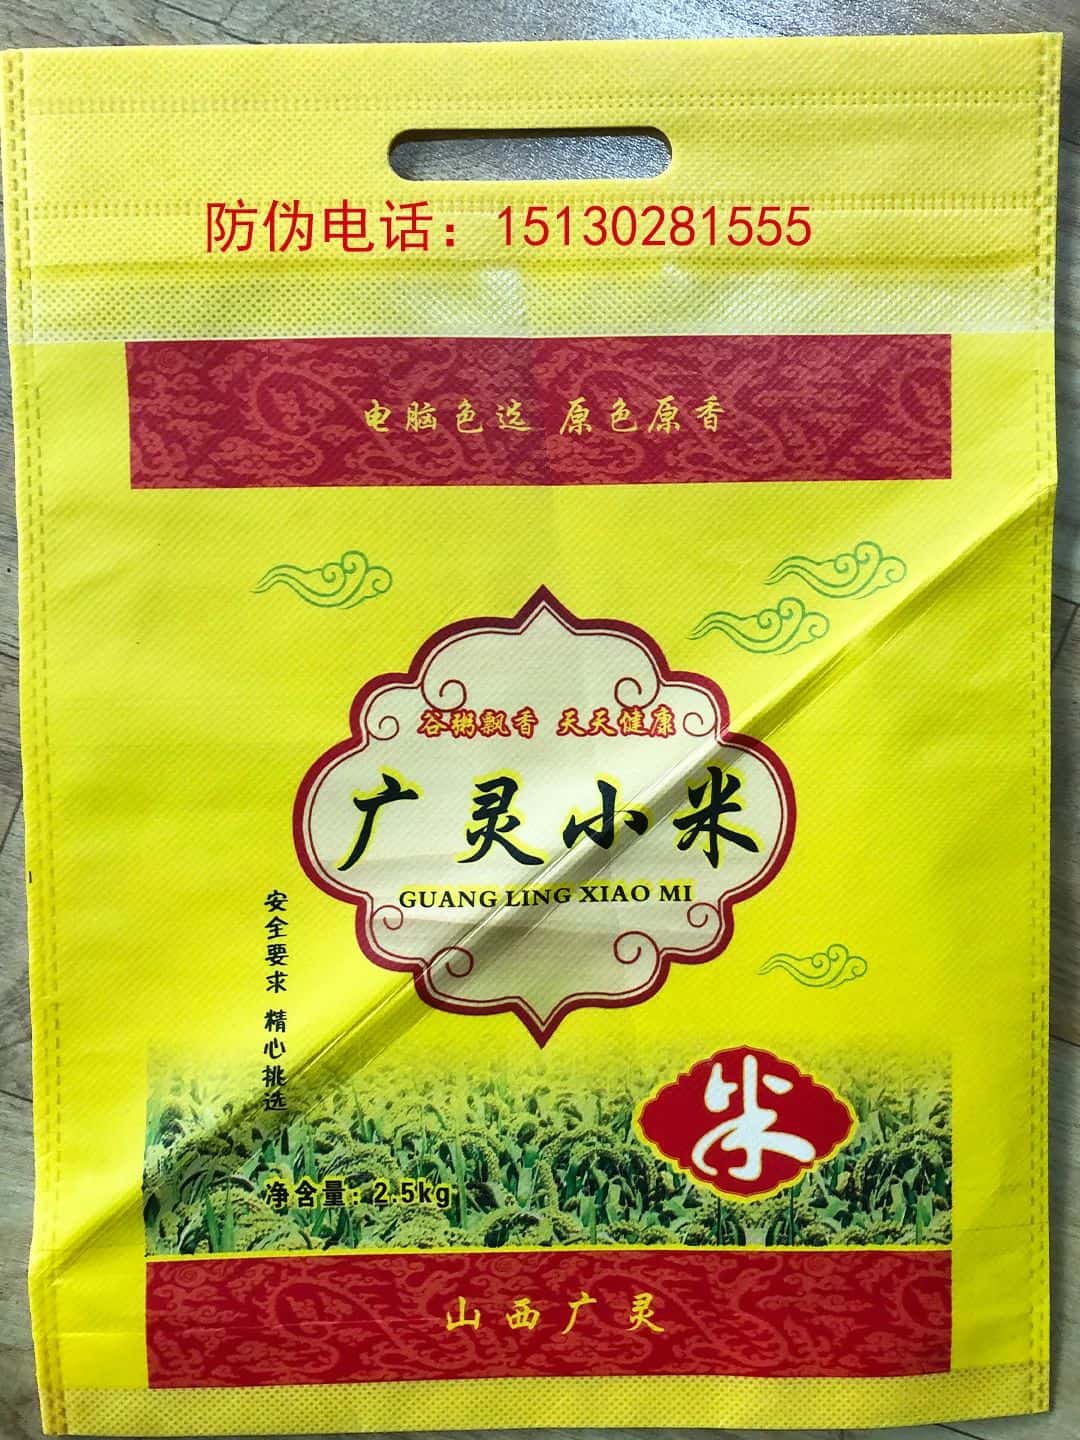 防伪电话：15130281555
电脑色选 原色原香
谷粥飘香 天天健康
广灵小米
GUANG LING XIAO MI
安全要求 精心挑选
米
净含量：2.5kg
山西广灵